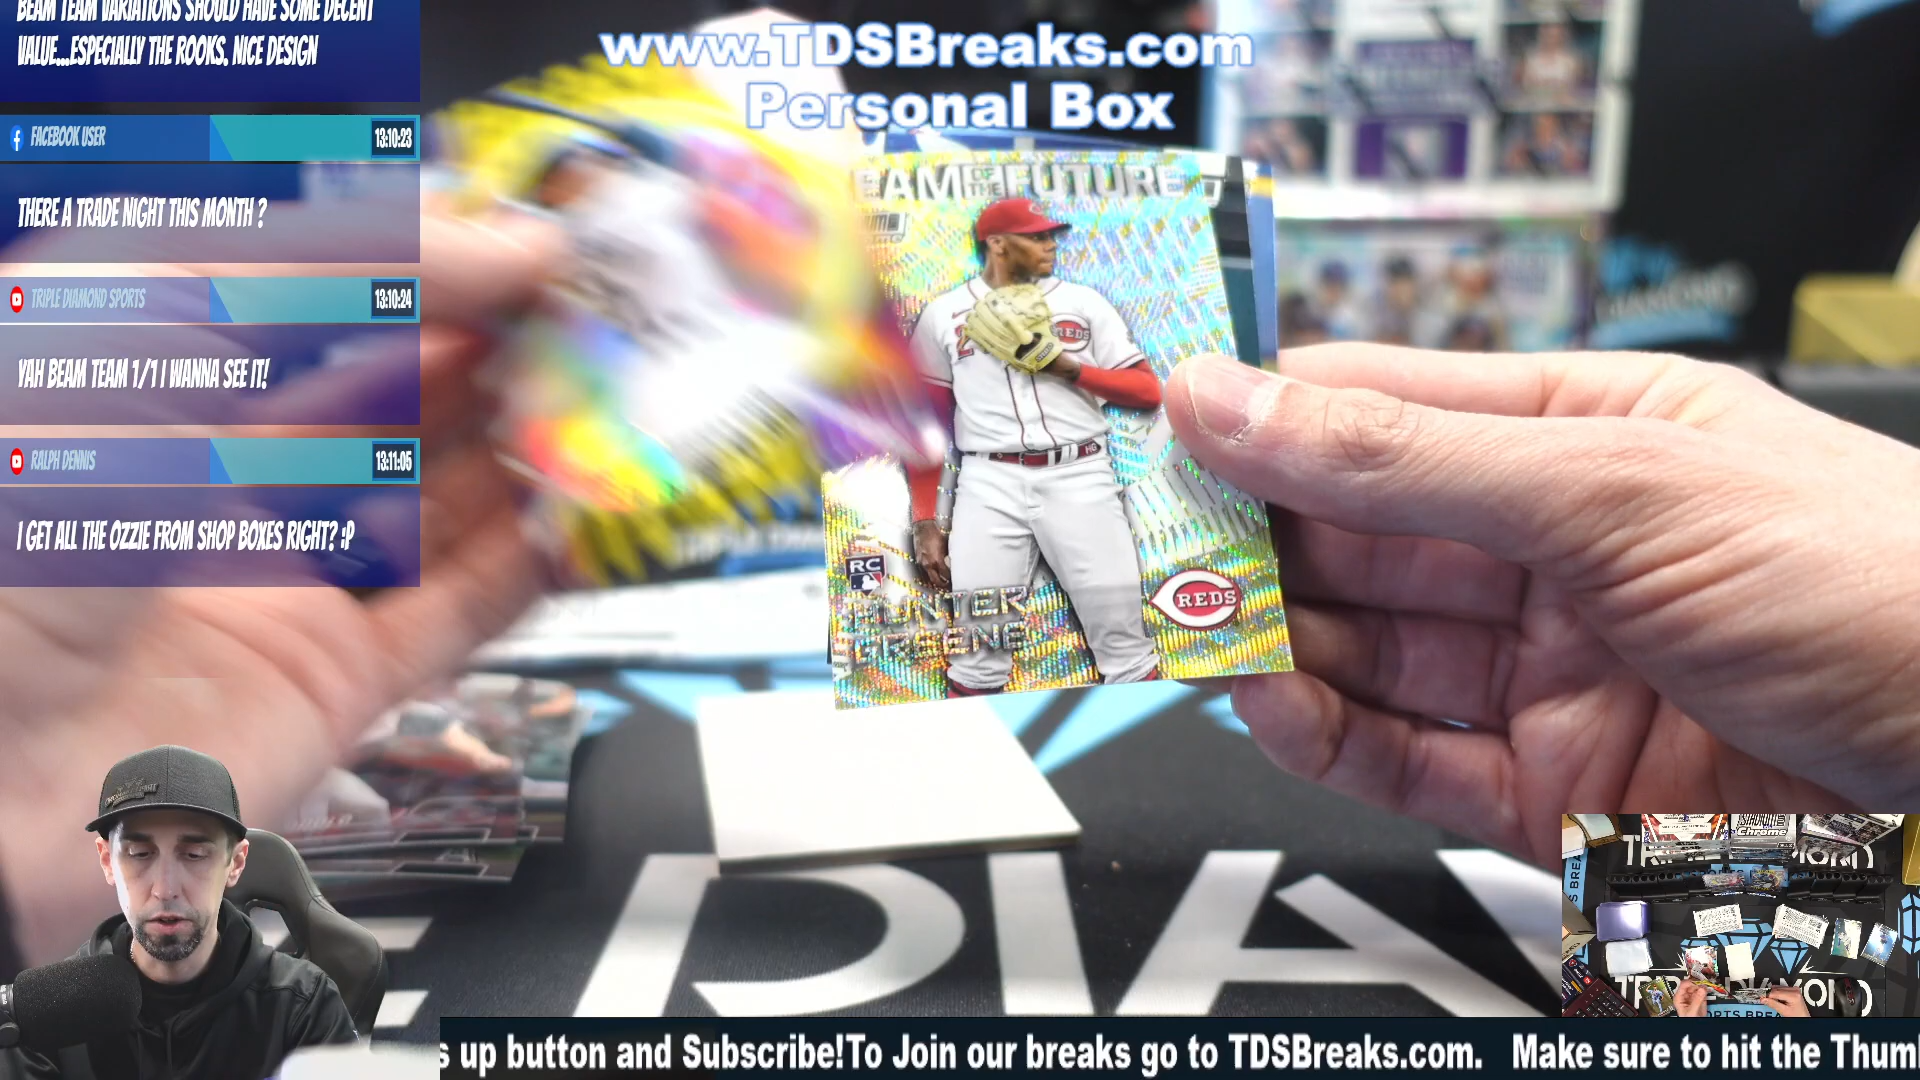 BEAM TEAM VARIATIONS SHOULD HAVE SOME DECENT
VALUE...ESPECIALLY THE ROOKS. NICE DESIGN
FACEBOOK USER
13:10:23
THERE A TRADE NIGHT THIS MONTH ?
TRIPLE DIAMOND SPORTS
13:10:24
YAH BEAM TEAM 1/1 I WANNA SEE IT!
RALPH DENNIS
13:11:05
I GET ALL THE OZZIE FROM SHOP BOXES RIGHT? :P
www.TDSBreaks.com
Personal Box
EAM OF THE FUTURE
REDS
HG
RC
HUNTER
GREENE
REDS
DIA
Chrome
s up button and Subscribe!To Join our breaks go to TDSBreaks.com. Make sure to hit the Thum